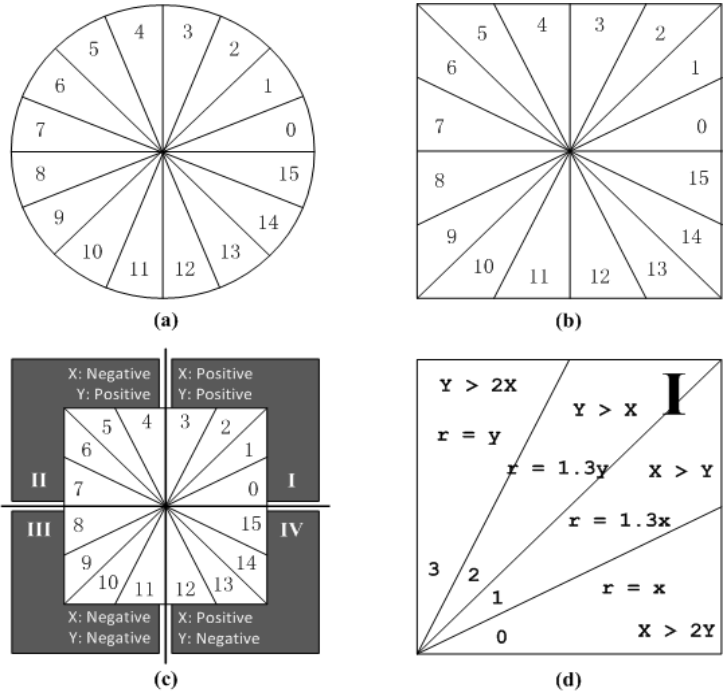 4 3
5 2
6 1
7 0
8 15
9 14
10 13
11 12
(a)
4 3
5 2
6 1
7 0
8 15
9 14
10 13
11 12
(b)
X: Negative X: Positive
Y: Positive Y: Positive
4 3
5 2
6 1
II 7 0 I
III 8 15 IV
9 14
10 13
11 12
X: Negative X: Positive
Y: Negative Y: Negative
(c)
I
Y > 2X
Y > X
r = y
r = 1.3y X > Y
r = 1.3x
3
2
1 r = x
0 X > 2Y
(d)